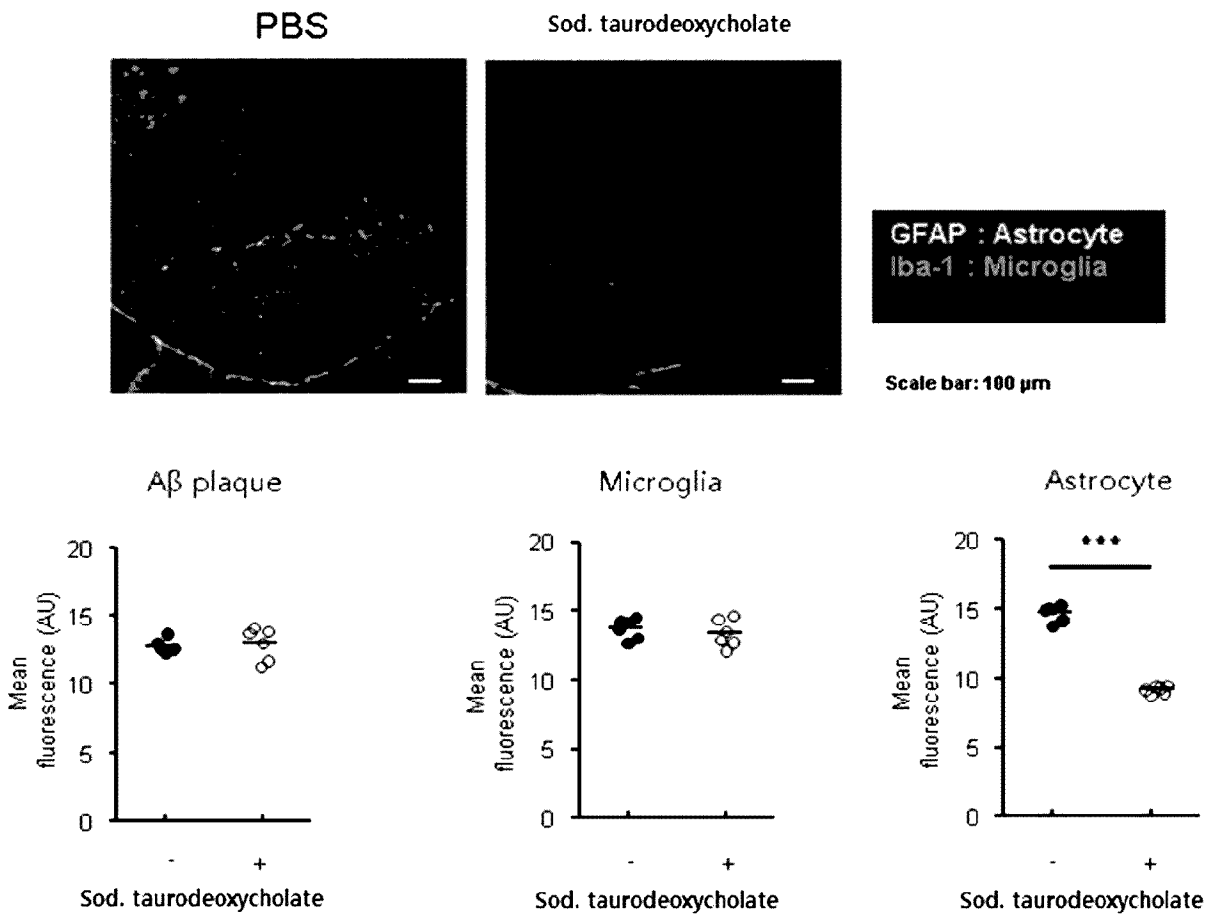 PBS
Sod. taurodeoxycholate
GFAP : Astrocyte
Iba-1 : Microglia
Scale bar: 100 µm
Aβ plaque
Mean
fluorescence (AU)
20
15
10
5
0
- +
Sod. taurodeoxycholate
Microglia
Mean
fluorescence (AU)
20
15
10
5
0
- +
Sod. taurodeoxycholate
Astrocyte
Mean
fluorescence (AU)
20
15
10
5
0
***
- +
Sod. taurodeoxycholate